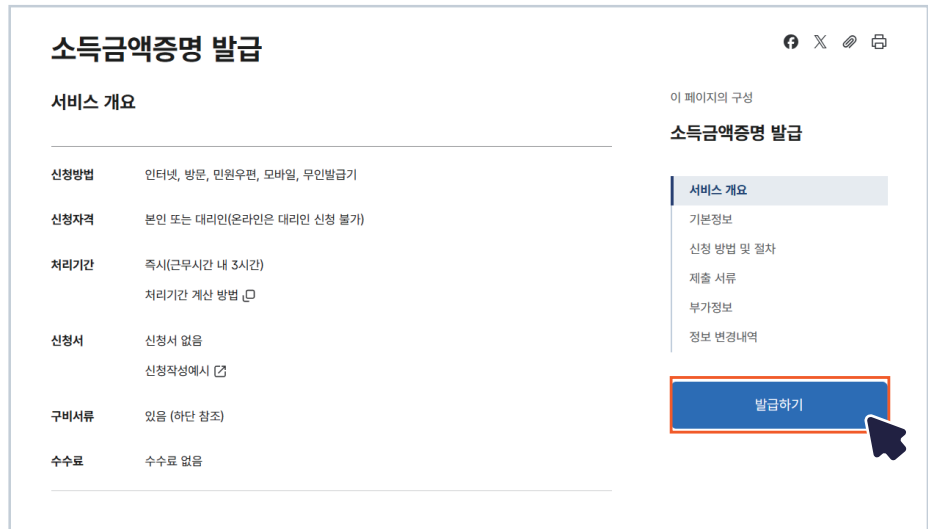 소득금액증명 발급
서비스 개요
신청방법 인터넷, 방문, 민원우편, 모바일, 무인발급기
신청자격 본인 또는 대리인(온라인은 대리인 신청 불가)
처리기간 즉시(근무시간 내 3시간)
처리기간 계산 방법
신청서 신청서 없음
신청작성예시
구비서류 있음 (하단 참조)
수수료 수수료 없음
이 페이지의 구성
소득금액증명 발급
서비스 개요
기본정보
신청 방법 및 절차
제출 서류
부가정보
정보 변경내역
발급하기